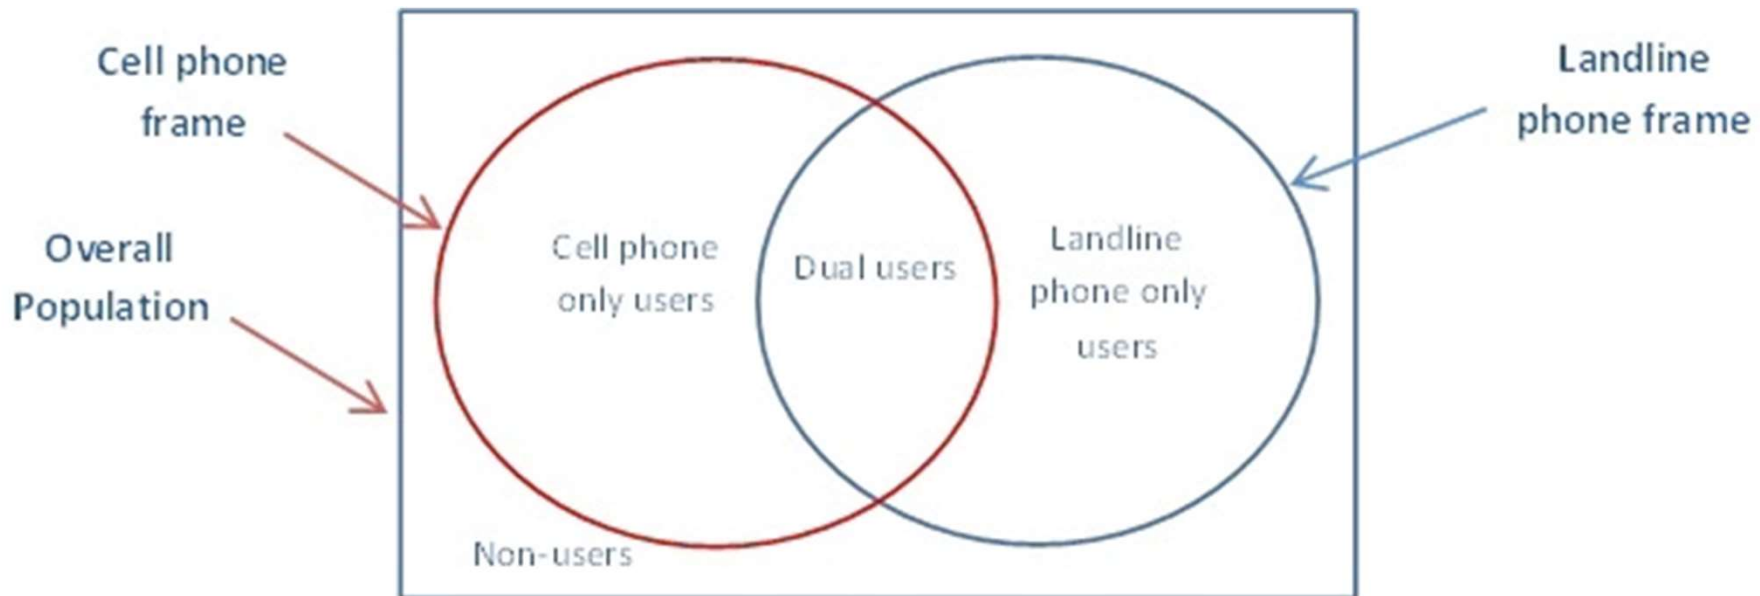 Cell phone
frame
Overall
Population
Cell phone
only users
Dual users
Landline
phone only
users
Non-users
Landline
phone frame